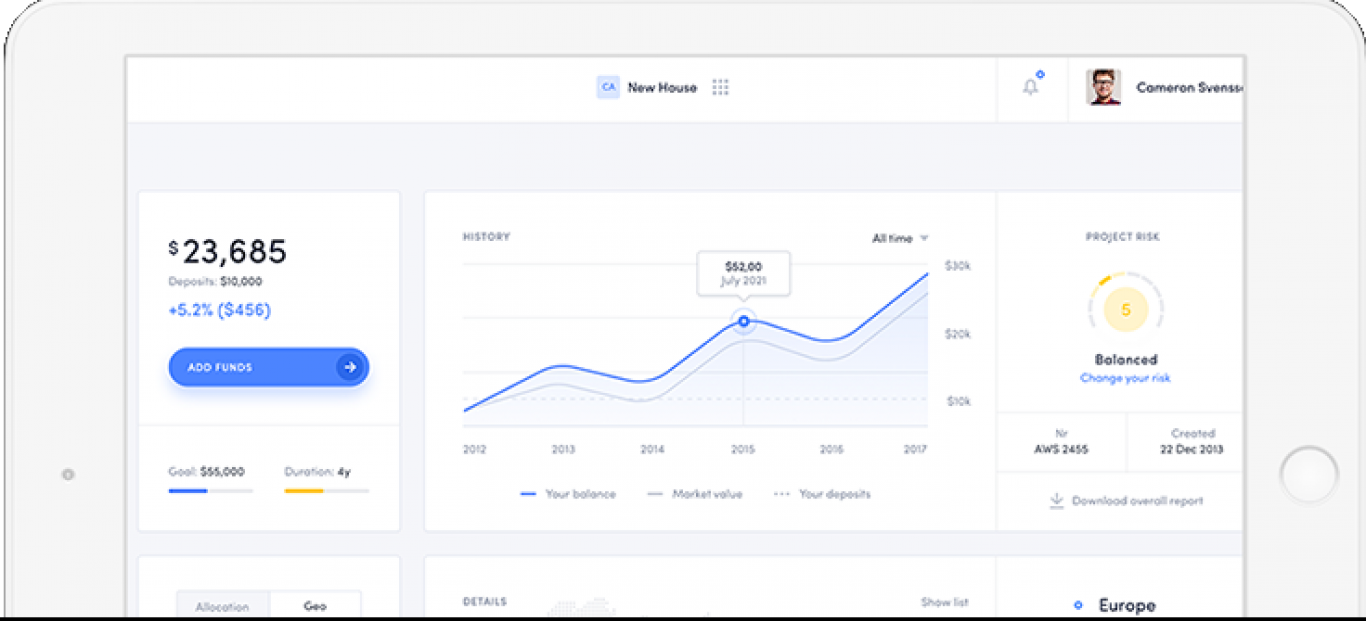 CA New House
Cameron Svenss
$23,685
Deposits: $10,000
+5.2% ($456)
ADD FUNDS
Goal: $55,000
Duration: 4y
HISTORY
All time
$52,00
July 2021
$30k
$20k
$10k
2012 2013 2014 2015 2016 2017
Your balance
Market value
Your deposits
PROJECT RISK
5
Balanced
Change your risk
Nr
AWS 2455
Created
22 Dec 2013
Download overall report
Allocation
Geo
DETAILS
Show list
Europe